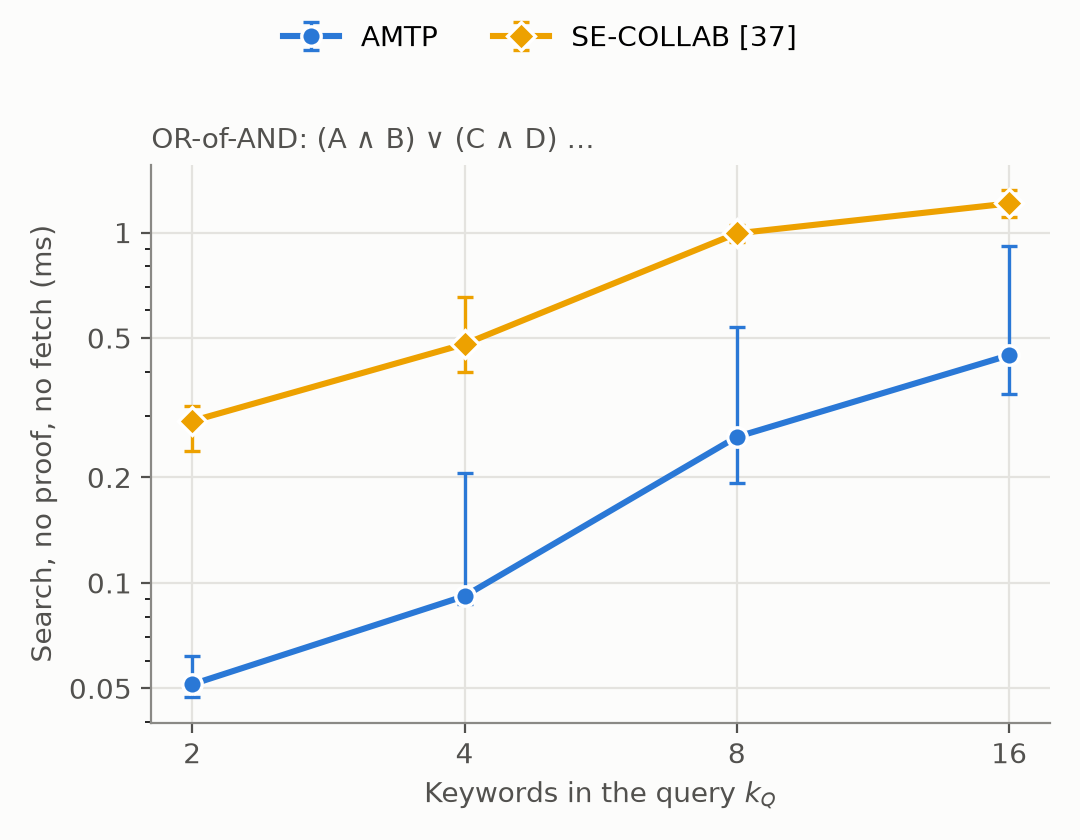 AMTP
SE-COLLAB [37]
OR-of-AND: (A ∧ B) ∨ (C ∧ D) …
Search, no proof, no fetch (ms)
1
0.5
0.2
0.1
0.05
2
4
8
16
Keywords in the query k_Q